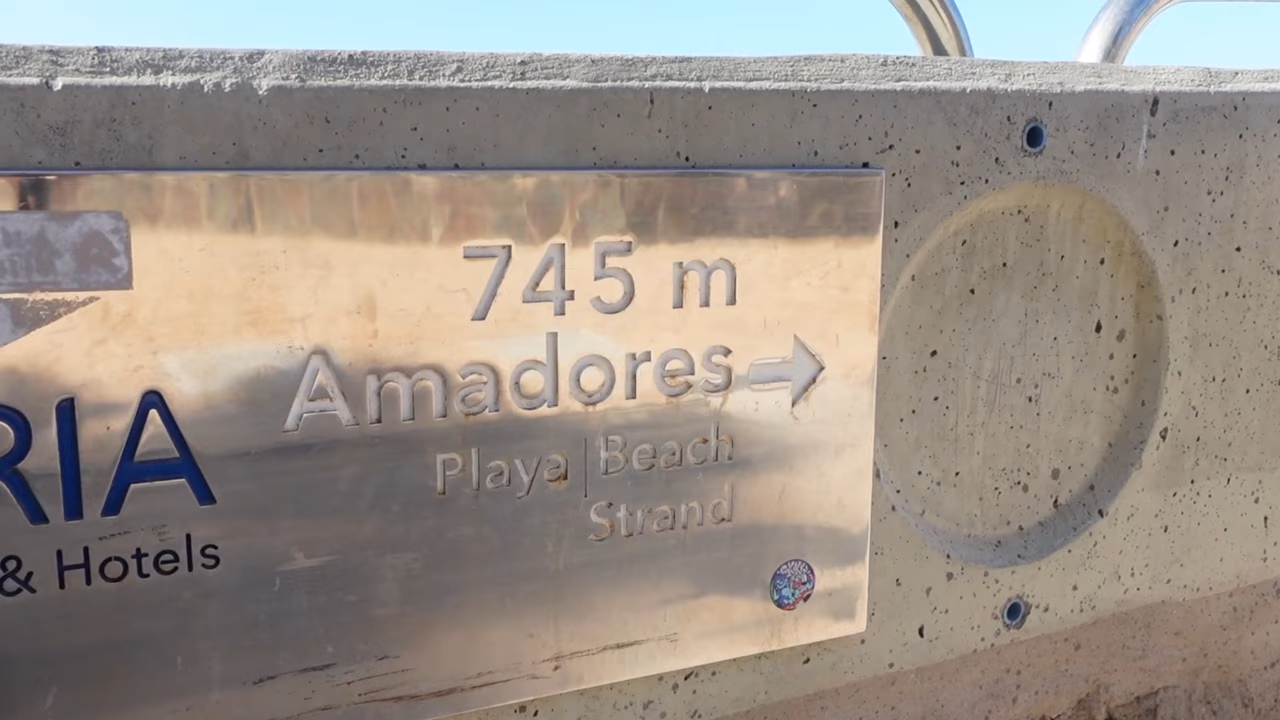 745 m
Amadores
Playa | Beach
Strand
RIA
& Hotels